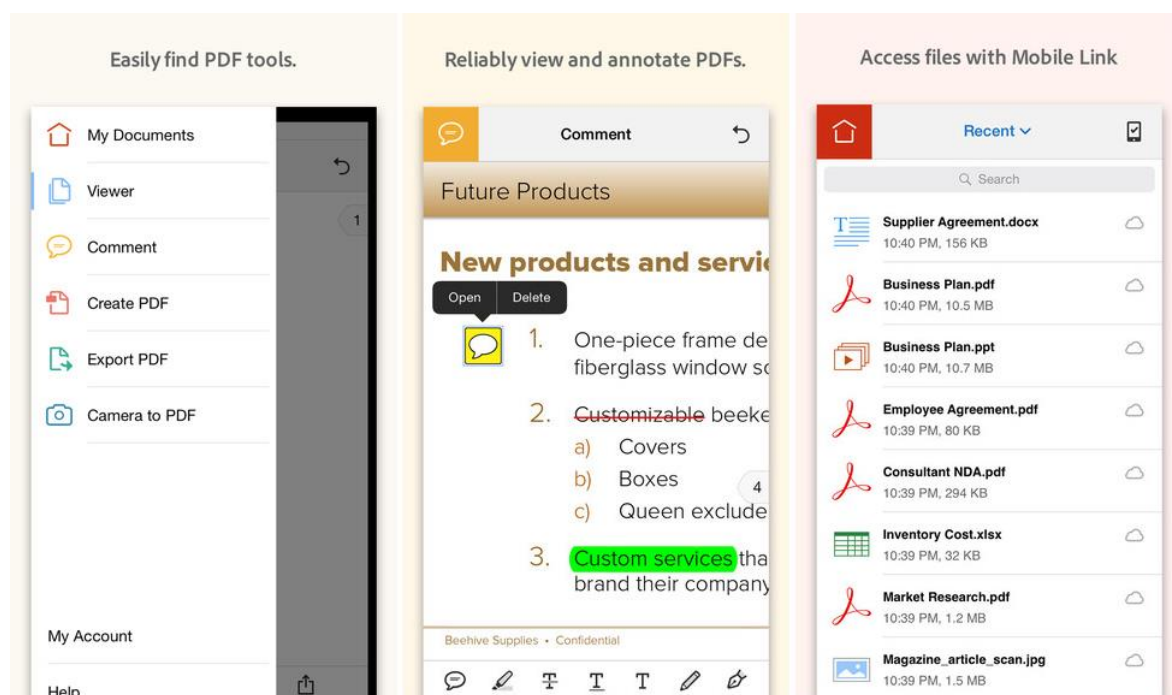 Easily find PDF tools.
My Documents
Viewer
1
Comment
Create PDF
Export PDF
Camera to PDF
My Account
Help
Reliably view and annotate PDFs.
Comment
Future Products
New products and servi
Open Delete
1. One-piece frame de
fiberglass window sc
2. Customizable beeke
a) Covers
b) Boxes
4
c) Queen exclude
3. Custom services tha
brand their company
Beehive Supplies • Confidential
T T T
Access files with Mobile Link
Recent
Search
Supplier Agreement.docx
10:40 PM, 156 KB
Business Plan.pdf
10:40 PM, 10.5 MB
Business Plan.ppt
10:40 PM, 10.7 MB
Employee Agreement.pdf
10:39 PM, 80 KB
Consultant NDA.pdf
10:39 PM, 294 KB
Inventory Cost.xlsx
10:39 PM, 32 KB
Market Research.pdf
10:39 PM, 1.2 MB
Magazine_article_scan.jpg
10:39 PM, 1.5 MB